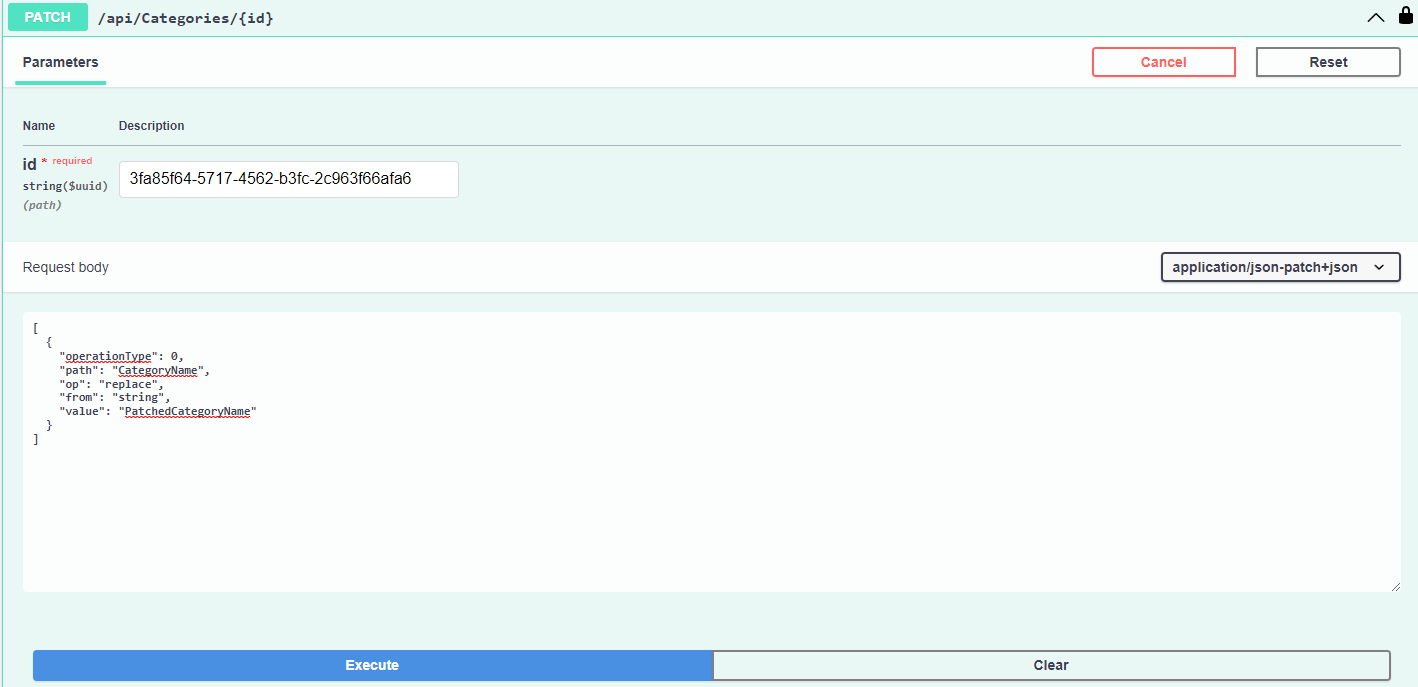 PATCH /api/Categories/{id}
Parameters Cancel Reset
Name Description
id * required
string($uuid)
(path)
3fa85f64-5717-4562-b3fc-2c963f66afa6
Request body application/json-patch+json
[
  {
    "operationType": 0,
    "path": "CategoryName",
    "op": "replace",
    "from": "string",
    "value": "PatchedCategoryName"
  }
]
Execute Clear